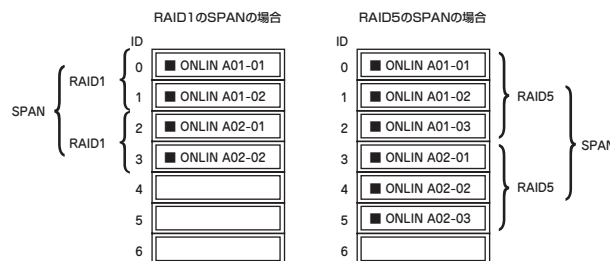 RAID1のSPANの場合
ID
0 ■ ONLIN A01-01
1 ■ ONLIN A01-02
2 ■ ONLIN A02-01
3 ■ ONLIN A02-02
4
5
6
RAID1
RAID1
SPAN
RAID5のSPANの場合
ID
0 ■ ONLIN A01-01
1 ■ ONLIN A01-02
2 ■ ONLIN A01-03
3 ■ ONLIN A02-01
4 ■ ONLIN A02-02
5 ■ ONLIN A02-03
6
RAID5
RAID5
SPAN